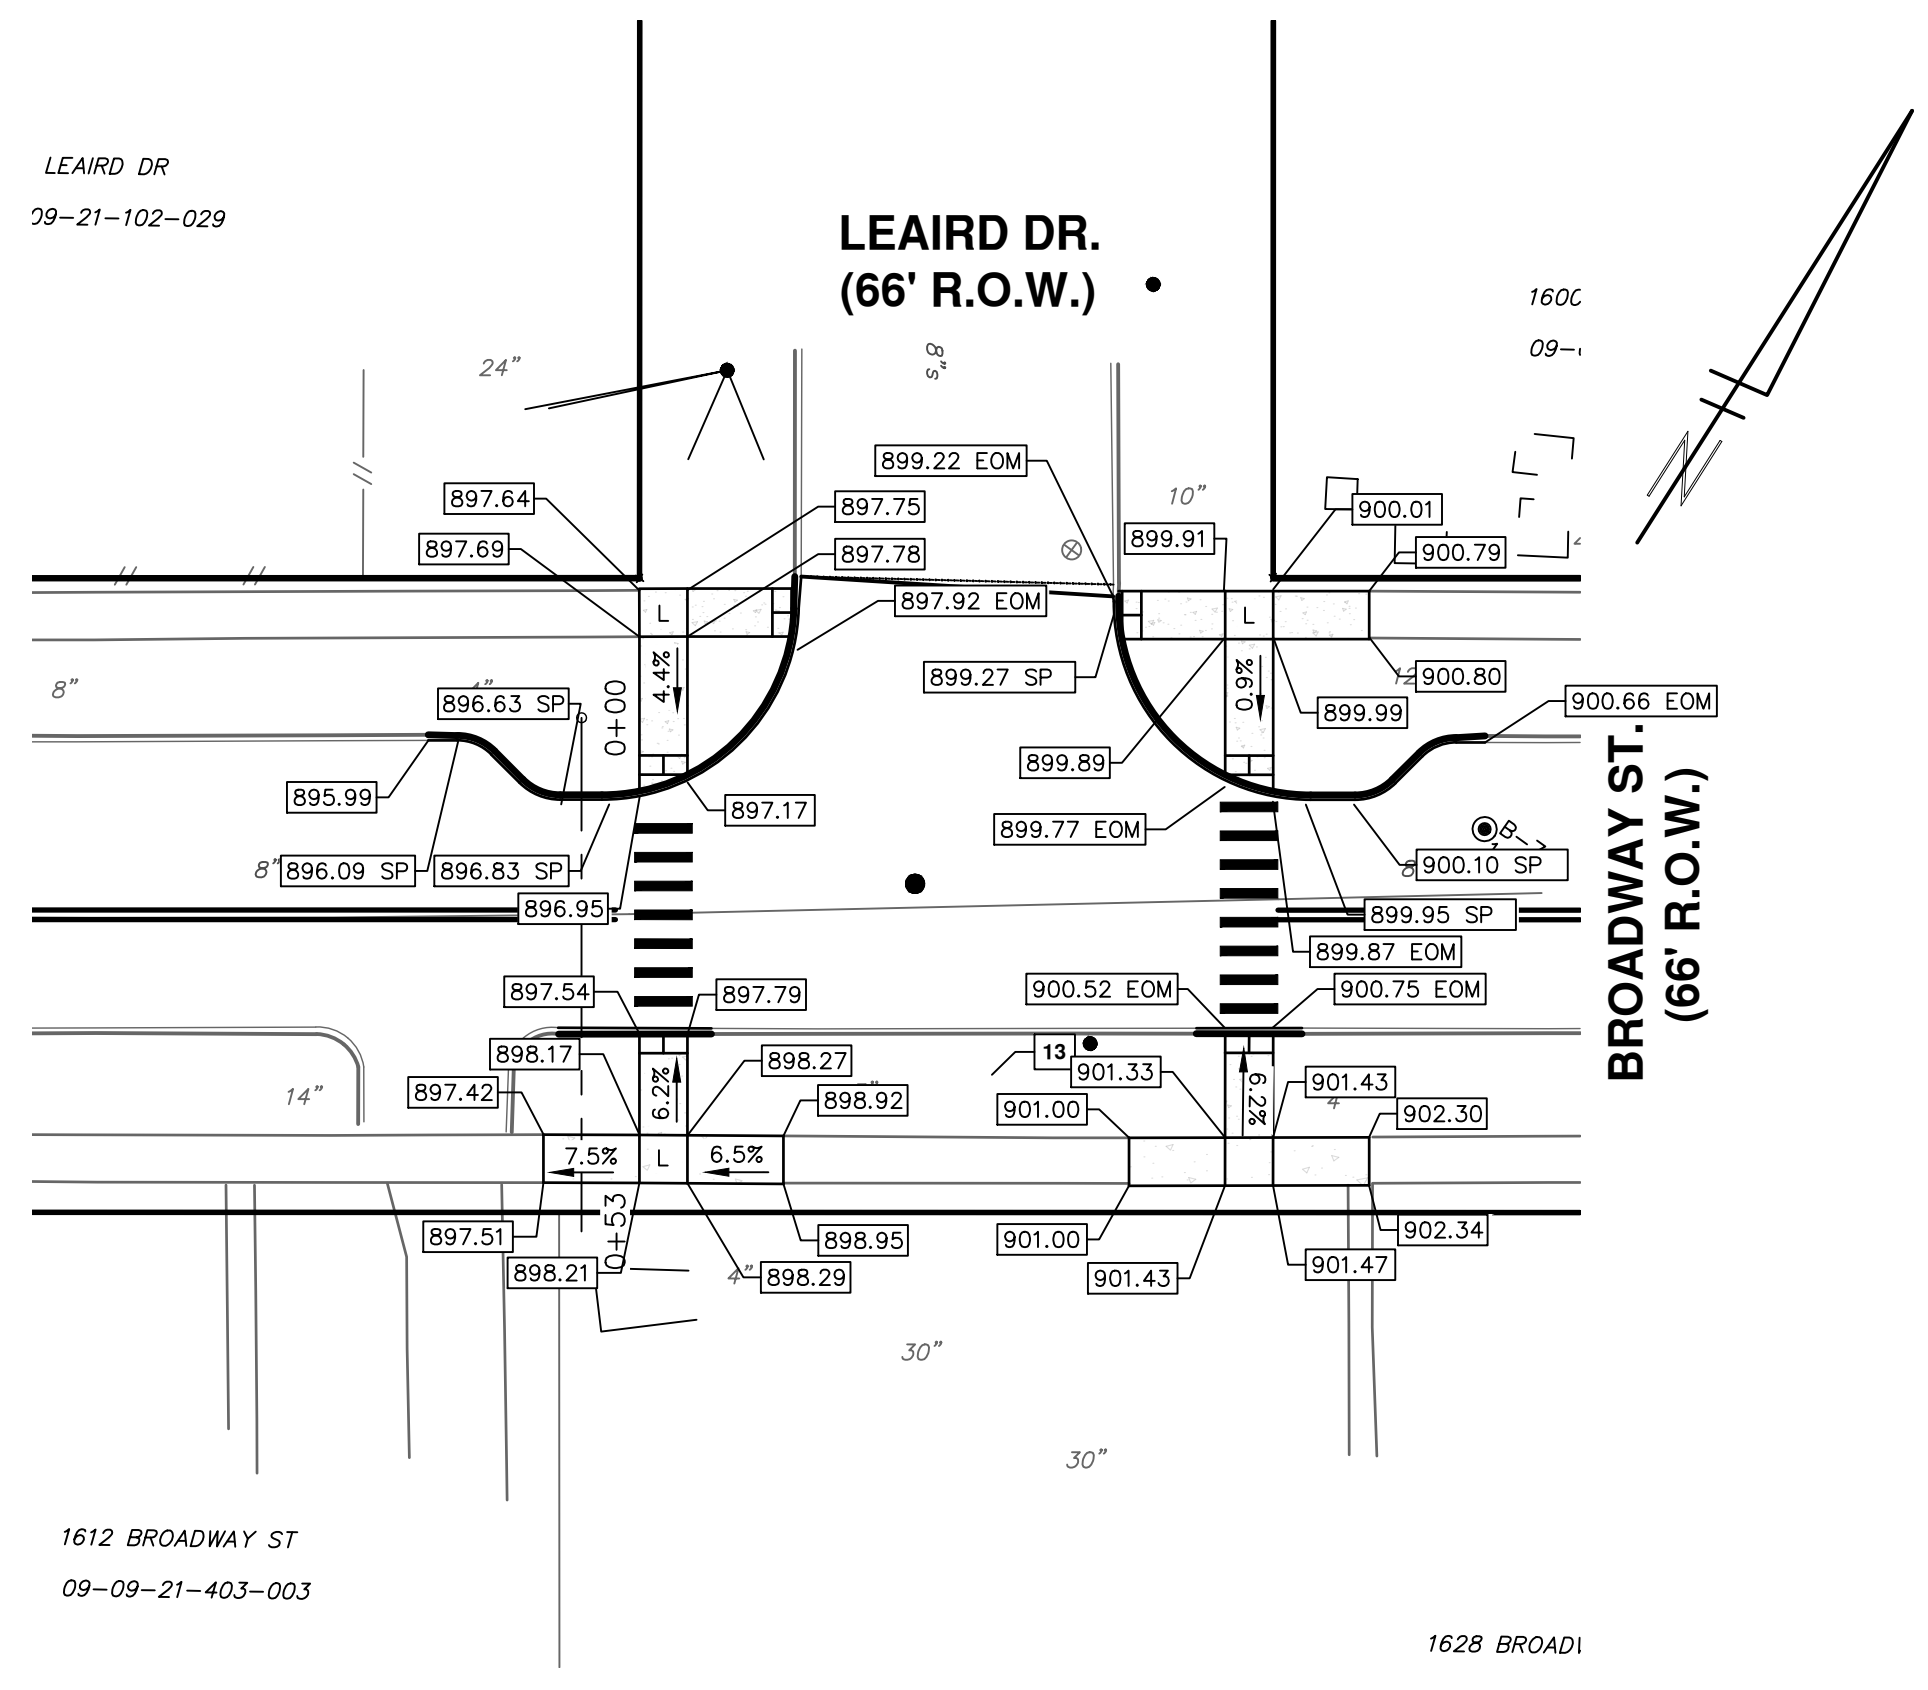 LEAIRD DR
09-21-102-029
LEAIRD DR.
(66' R.O.W.)
1600
09-
24"
8"s
899.22 EOM
10"
897.64
897.75
900.01
897.69
897.78
899.91
900.79
897.92 EOM
L
L
4.4%
0.9%
899.27 SP
12
900.80
8"
4"
896.63 SP
0+00
899.99
900.66 EOM
899.89
895.99
897.17
899.77 EOM
B-
8"
896.09 SP
896.83 SP
8
900.10 SP
896.95
899.95 SP
899.87 EOM
BROADWAY ST.
(66' R.O.W.)
897.54
897.79
900.52 EOM
900.75 EOM
898.17
898.27
13
901.33
901.43
6.2%
6.2%
14"
897.42
898.92
901.00
4
902.30
7.5%
L
6.5%
0+53
897.51
898.95
901.00
902.34
898.21
4"
898.29
901.43
901.47
30"
30"
1612 BROADWAY ST
09-09-21-403-003
1628 BROADW